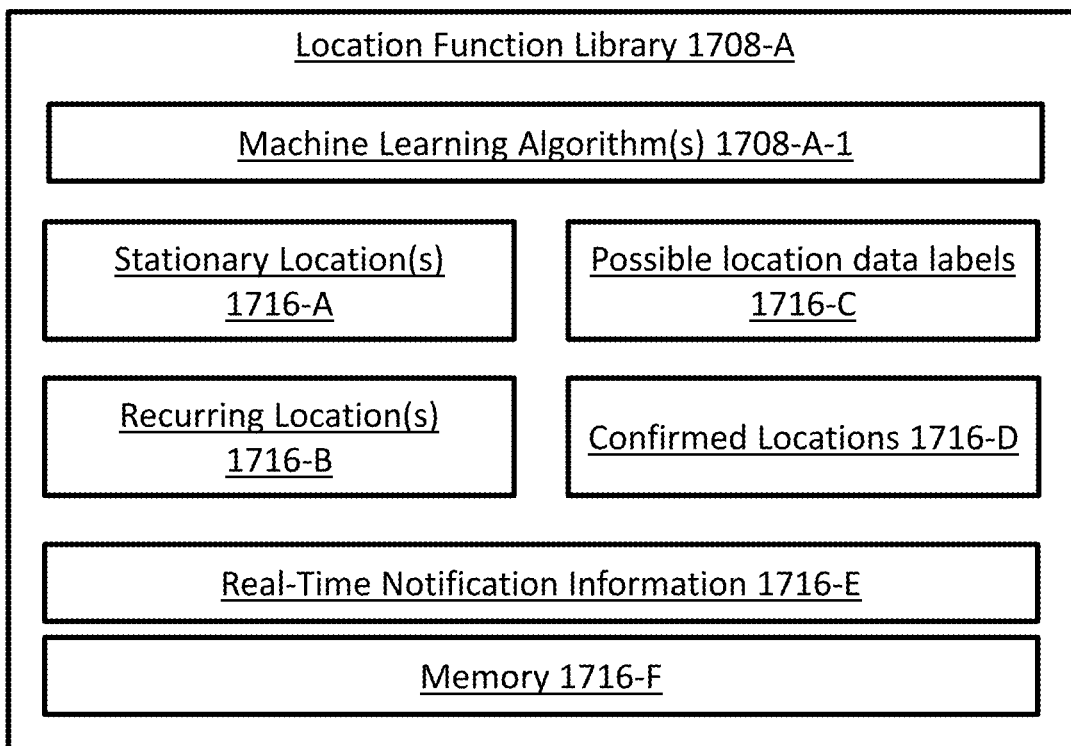 Location Function Library 1708-A
Machine Learning Algorithm(s) 1708-A-1
Stationary Location(s)
1716-A
Possible location data labels
1716-C
Recurring Location(s)
1716-B
Confirmed Locations 1716-D
Real-Time Notification Information 1716-E
Memory 1716-F